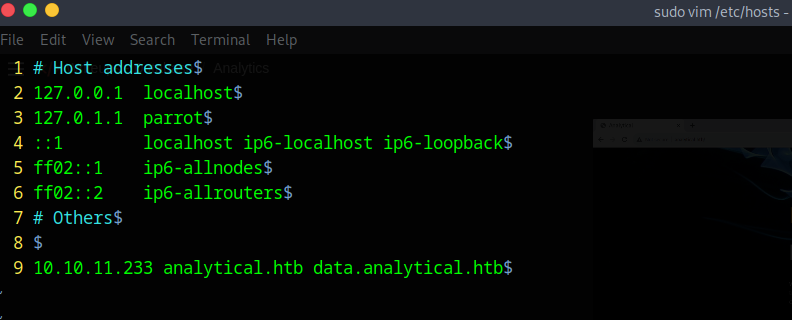 sudo vim /etc/hosts -
File Edit View Search Terminal Help
Analytics
1 # Host addresses$
2 127.0.0.1  localhost$
3 127.0.1.1  parrot$
4 ::1        localhost ip6-localhost ip6-loopback$
5 ff02::1    ip6-allnodes$
6 ff02::2    ip6-allrouters$
7 # Others$
8 $
9 10.10.11.233 analytical.htb data.analytical.htb$